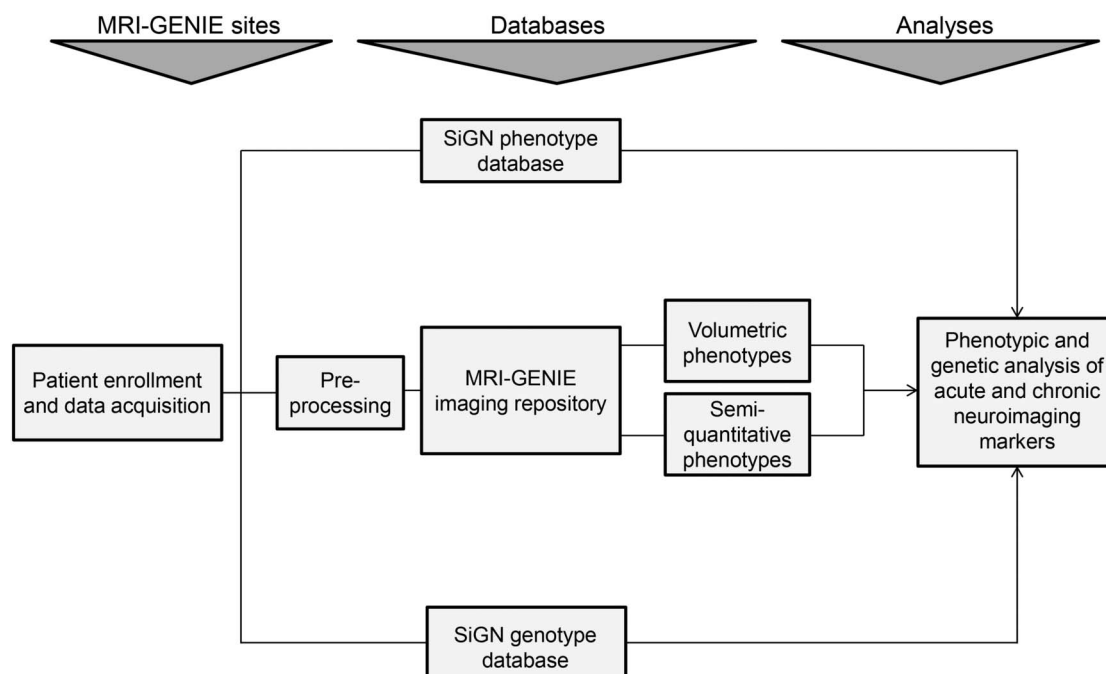 MRI-GENIE sites
Databases
Analyses
SiGN phenotype
database
Patient enrollment
and data acquisition
Pre-
processing
MRI-GENIE
imaging repository
Volumetric
phenotypes
Semi-
quantitative
phenotypes
Phenotypic and
genetic analysis of
acute and chronic
neuroimaging
markers
SiGN genotype
database